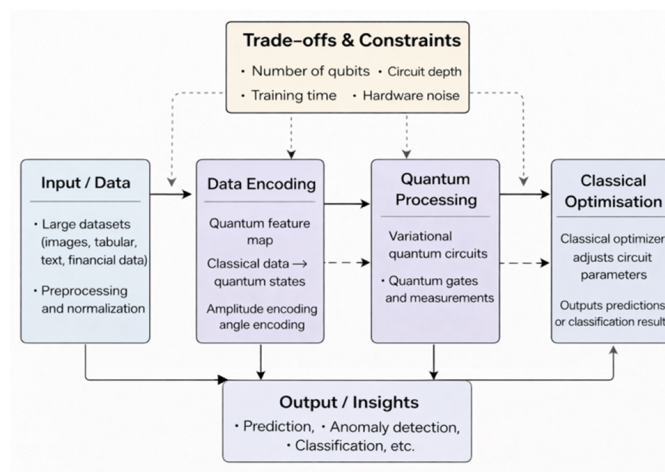 Trade-offs & Constraints
• Number of qubits • Circuit depth
• Training time • Hardware noise
Input / Data
• Large datasets
(images, tabular,
text, financial data)
• Preprocessing
and normalization
Data Encoding
Quantum feature
map
Classical data →
quantum states
Amplitude encoding
angle encoding
Quantum
Processing
Variational
quantum circuits
• Quantum gates
and measurements
Classical
Optimisation
Classical optimizer
adjusts circuit
parameters
Outputs predictions
or classification result
Output / Insights
• Prediction, • Anomaly detection,
• Classification, etc.